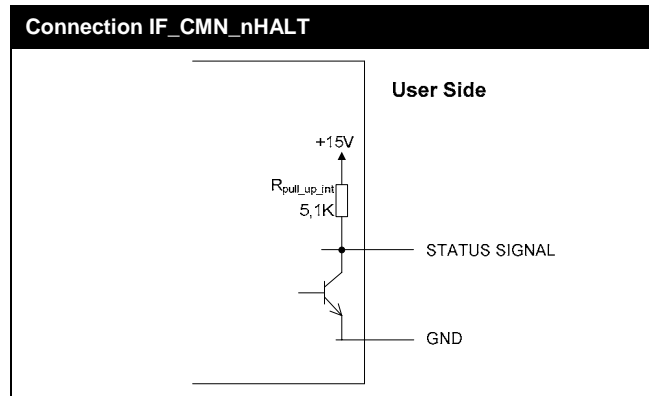 Connection IF_CMN_nHALT
User Side
+15V
Rpull_up_int
5,1K
STATUS SIGNAL
GND